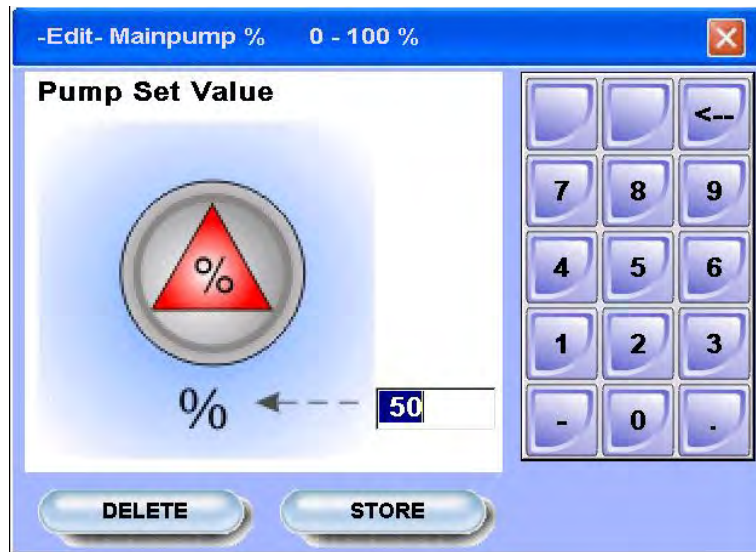 -Edit- Mainpump % 0 - 100 %
Pump Set Value
%
% 50
<--
7 8 9
4 5 6
1 2 3
- 0 .
DELETE STORE